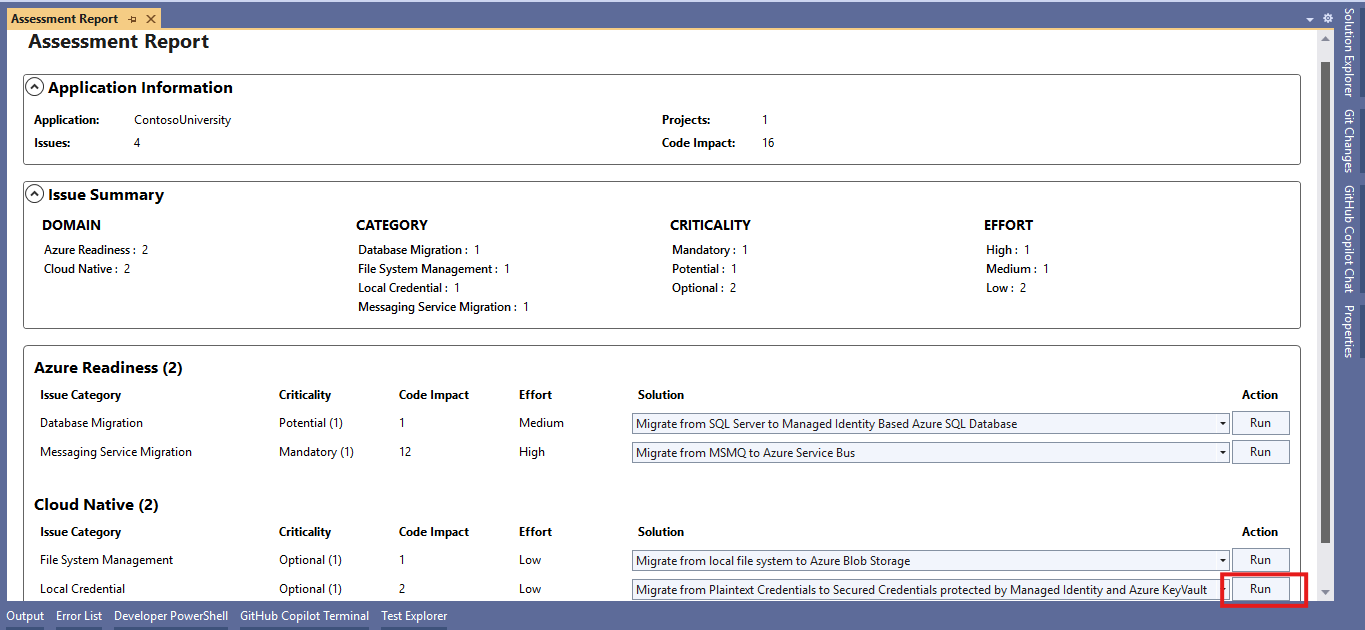 Assessment Report
Assessment Report
Application Information
Application: ContosoUniversity Projects: 1
Issues: 4 Code Impact: 16
Issue Summary
DOMAIN CATEGORY CRITICALITY EFFORT
Azure Readiness : 2 Database Migration : 1 Mandatory : 1 High : 1
Cloud Native : 2 File System Management : 1 Potential : 1 Medium : 1
Local Credential : 1 Optional : 2 Low : 2
Messaging Service Migration : 1
Azure Readiness (2)
Issue Category Criticality Code Impact Effort Solution Action
Database Migration Potential (1) 1 Medium Migrate from SQL Server to Managed Identity Based Azure SQL Database Run
Messaging Service Migration Mandatory (1) 12 High Migrate from MSMQ to Azure Service Bus Run
Cloud Native (2)
Issue Category Criticality Code Impact Effort Solution Action
File System Management Optional (1) 1 Low Migrate from local file system to Azure Blob Storage Run
Local Credential Optional (1) 2 Low Migrate from Plaintext Credentials to Secured Credentials protected by Managed Identity and Azure KeyVault Run
Output Error List Developer PowerShell GitHub Copilot Terminal Test Explorer
Solution Explorer
Git Changes
GitHub Copilot Chat
Properties